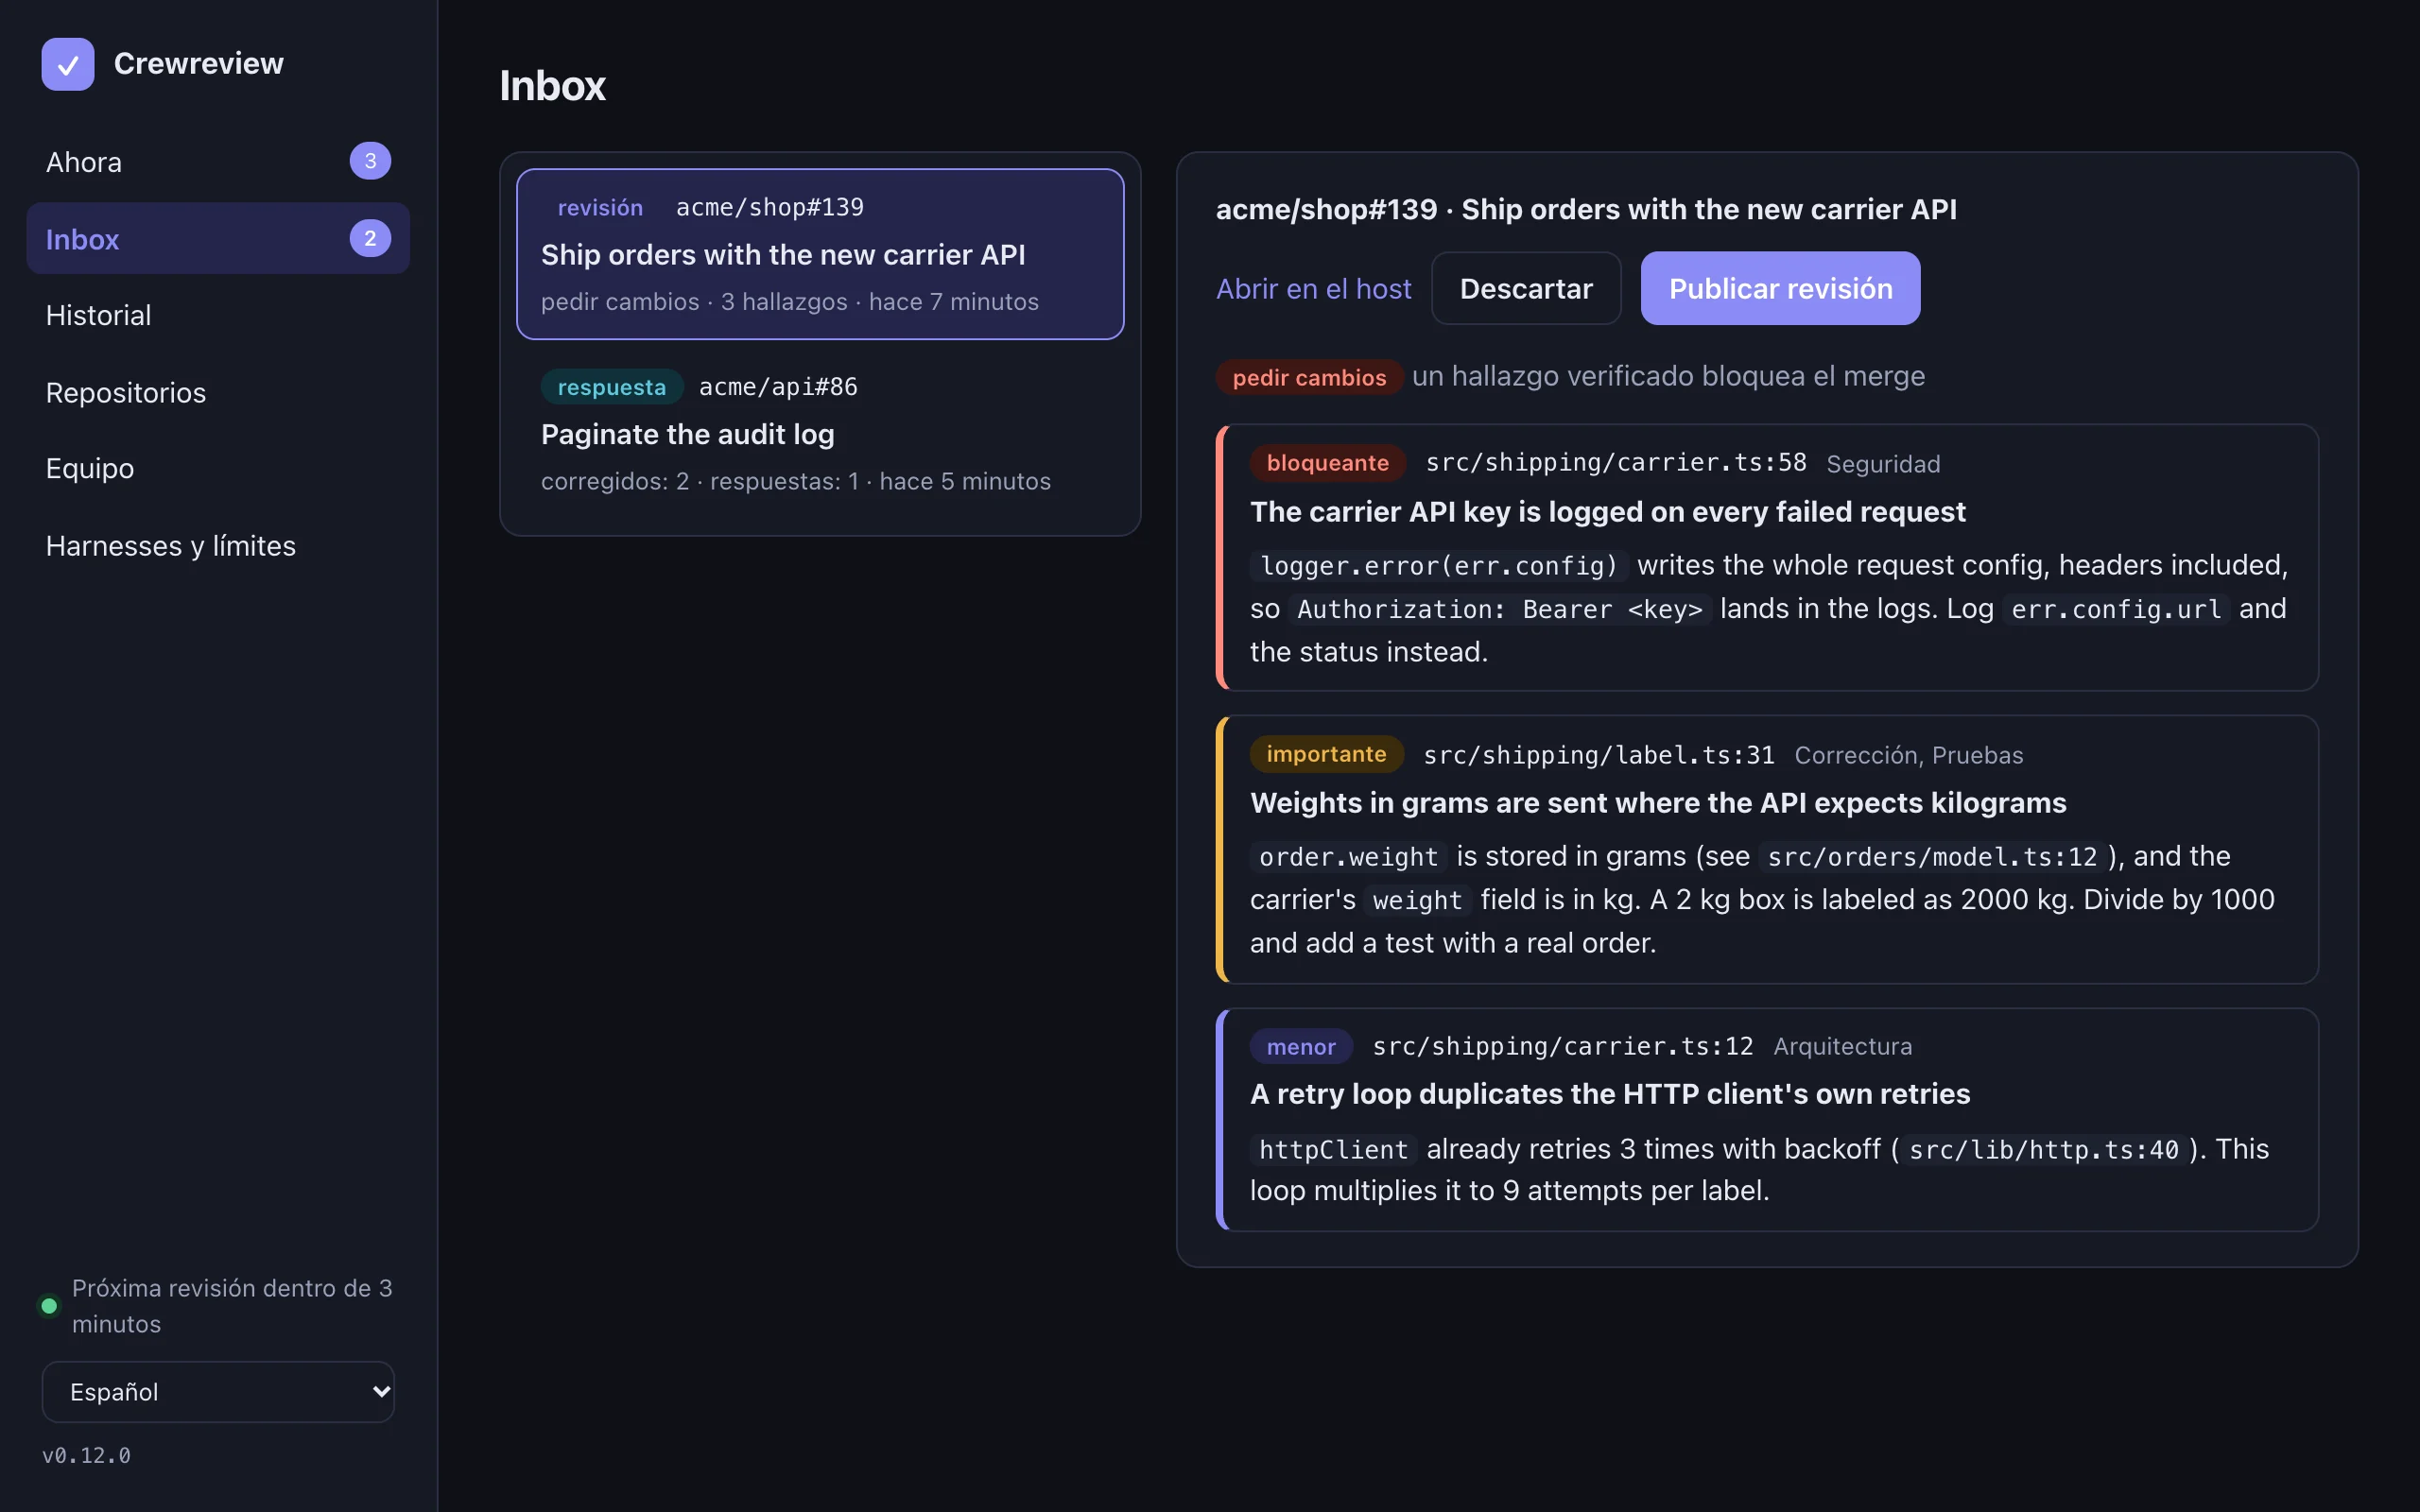 Crewreview
Ahora 3
Inbox 2
Historial
Repositorios
Equipo
Harnesses y límites
Próxima revisión dentro de 3
minutos
Español
v0.12.0
Inbox
revisión acme/shop#139
Ship orders with the new carrier API
pedir cambios · 3 hallazgos · hace 7 minutos
respuesta acme/api#86
Paginate the audit log
corregidos: 2 · respuestas: 1 · hace 5 minutos
acme/shop#139 · Ship orders with the new carrier API
Abrir en el host Descartar Publicar revisión
pedir cambios un hallazgo verificado bloquea el merge
bloqueante src/shipping/carrier.ts:58 Seguridad
The carrier API key is logged on every failed request
logger.error(err.config) writes the whole request config, headers included,
so Authorization: Bearer <key> lands in the logs. Log err.config.url and
the status instead.
importante src/shipping/label.ts:31 Corrección, Pruebas
Weights in grams are sent where the API expects kilograms
order.weight is stored in grams (see src/orders/model.ts:12), and the
carrier's weight field is in kg. A 2 kg box is labeled as 2000 kg. Divide by 1000
and add a test with a real order.
menor src/shipping/carrier.ts:12 Arquitectura
A retry loop duplicates the HTTP client's own retries
httpClient already retries 3 times with backoff (src/lib/http.ts:40). This
loop multiplies it to 9 attempts per label.